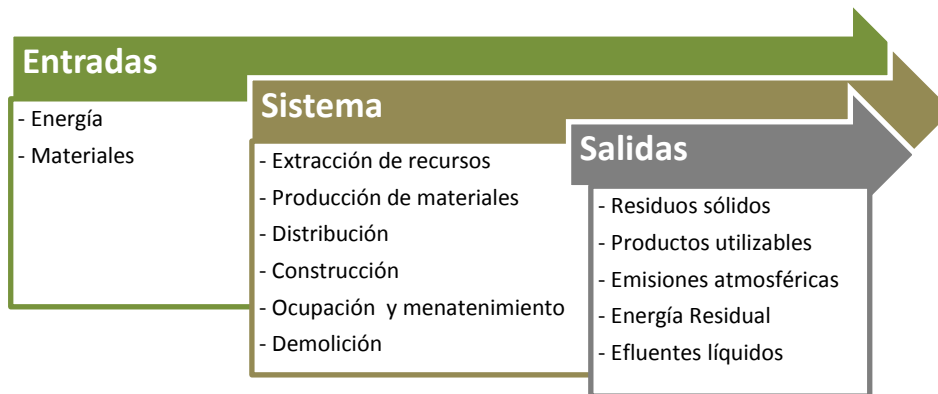 Entradas
- Energía
- Materiales
Sistema
- Extracción de recursos
- Producción de materiales
- Distribución
- Construcción
- Ocupación  y menatenimiento
- Demolición
Salidas
- Residuos sólidos
- Productos utilizables
- Emisiones atmosféricas
- Energía Residual
- Efluentes líquidos